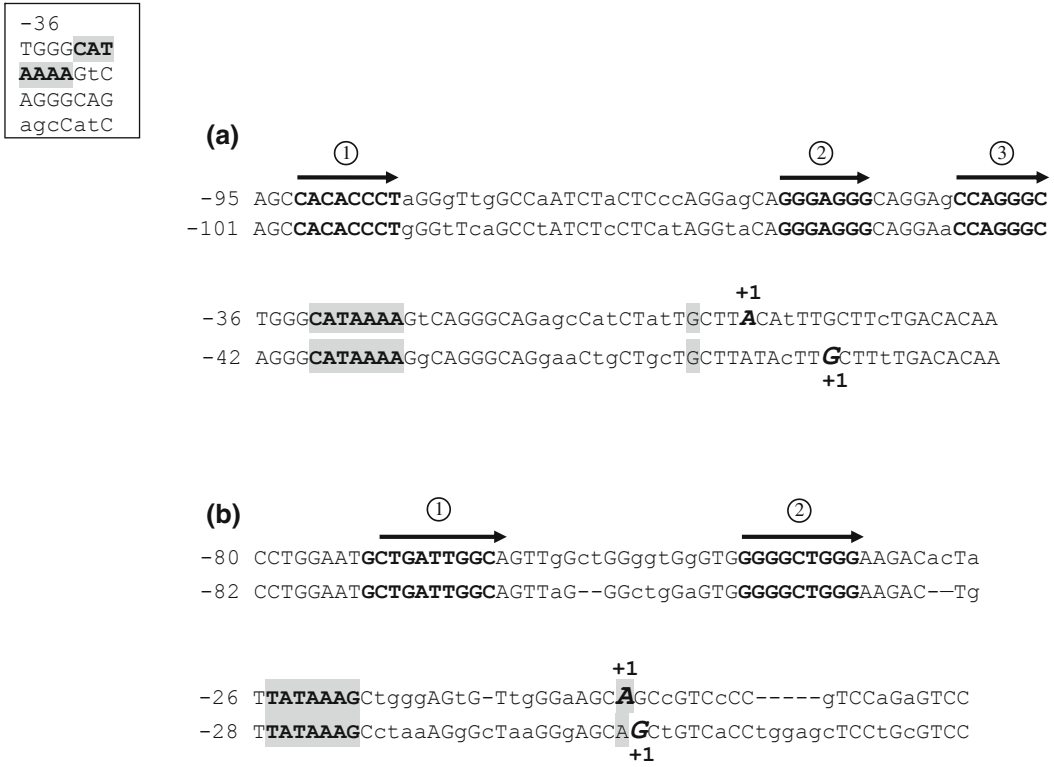 -36
TGGGCAT
AAAAGtC
AGGGCAG
agcCatC
(a)
① ② ③
-95 AGCCACACCCTaGGgTtgGCCaATCTaCTCccAGGagCAGGGAGGGCAGGAgCCAGGGC
-101 AGCCACACCCTgGGtTcaGCCtATCTcCTCatAGGtaCAGGGAGGGCAGGAaCCAGGGC
+1
-36 TGGGCATAAAAGtCAGGGCAGagcCatCTatTGCTTACAtTTGCTTcTGACACAA
-42 AGGGCATAAAAGgCAGGGCAGgaaCtgCTgcTGCTTATAcTTGCTTtTGACACAA
+1
(b)
① ②
-80 CCTGGAATGCTGATTGGCAGTTgGctGGggtGgGTGGGGGCTGGGAAGACacTa
-82 CCTGGAATGCTGATTGGCAGTTaG--GGctgGaGTGGGGGCTGGGAAGAC--Tg
+1
-26 TTATAAAGCtgggAGtG-TtgGGaAGCAGCcGTCcCC-----gTCCaGaGTCC
-28 TTATAAAGCctaaAGgGcTaaGGgAGCAGCtGTCaCCtggagcTCCtGcGTCC
+1